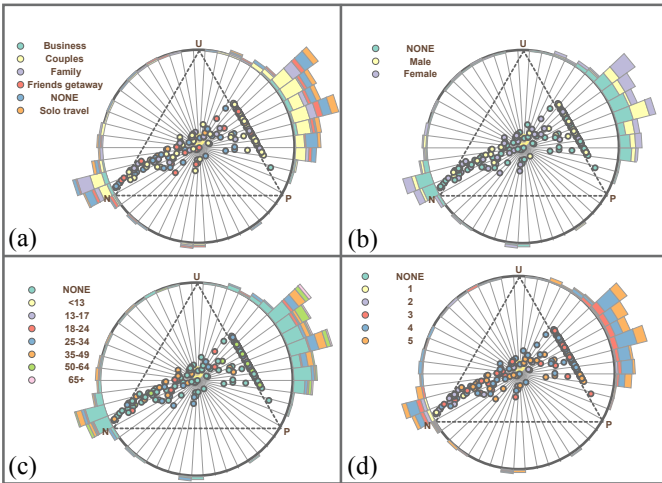 U
Business
Couples
Family
Friends getaway
NONE
Solo travel
N
P
(a)
U
NONE
Male
Female
N
P
(b)
U
NONE
<13
13-17
18-24
25-34
35-49
50-64
65+
N
P
(c)
U
NONE
1
2
3
4
5
N
P
(d)